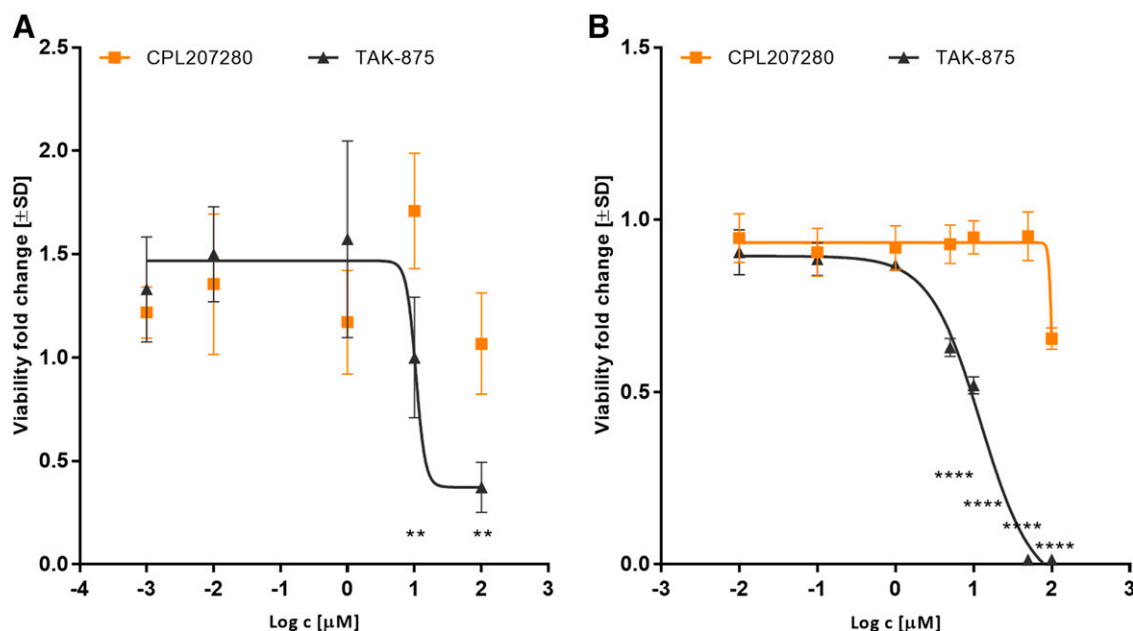 A
CPL207280 TAK-875
Viability fold change [±SD]
2.5
2.0
1.5
1.0
0.5
0.0
** **
-4 -3 -2 -1 0 1 2 3
Log c [µM]
B
CPL207280 TAK-875
Viability fold change [±SD]
1.5
1.0
0.5
0.0
****
****
****
****
-3 -2 -1 0 1 2 3
Log c [µM]